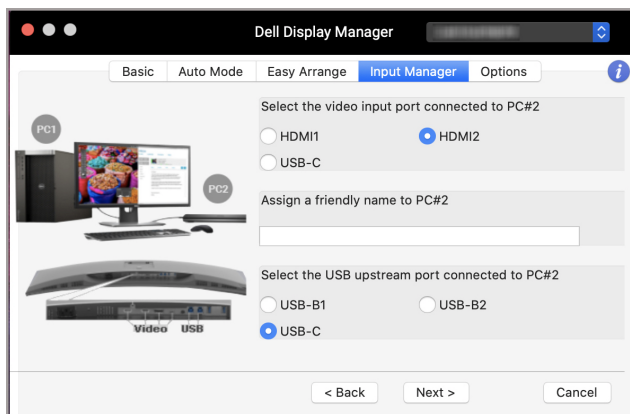 Dell Display Manager
Basic
Auto Mode
Easy Arrange
Input Manager
Options
i
PC1
PC2
Video
USB
Select the video input port connected to PC#2
HDMI1
HDMI2
USB-C
Assign a friendly name to PC#2
Select the USB upstream port connected to PC#2
USB-B1
USB-B2
USB-C
< Back
Next >
Cancel